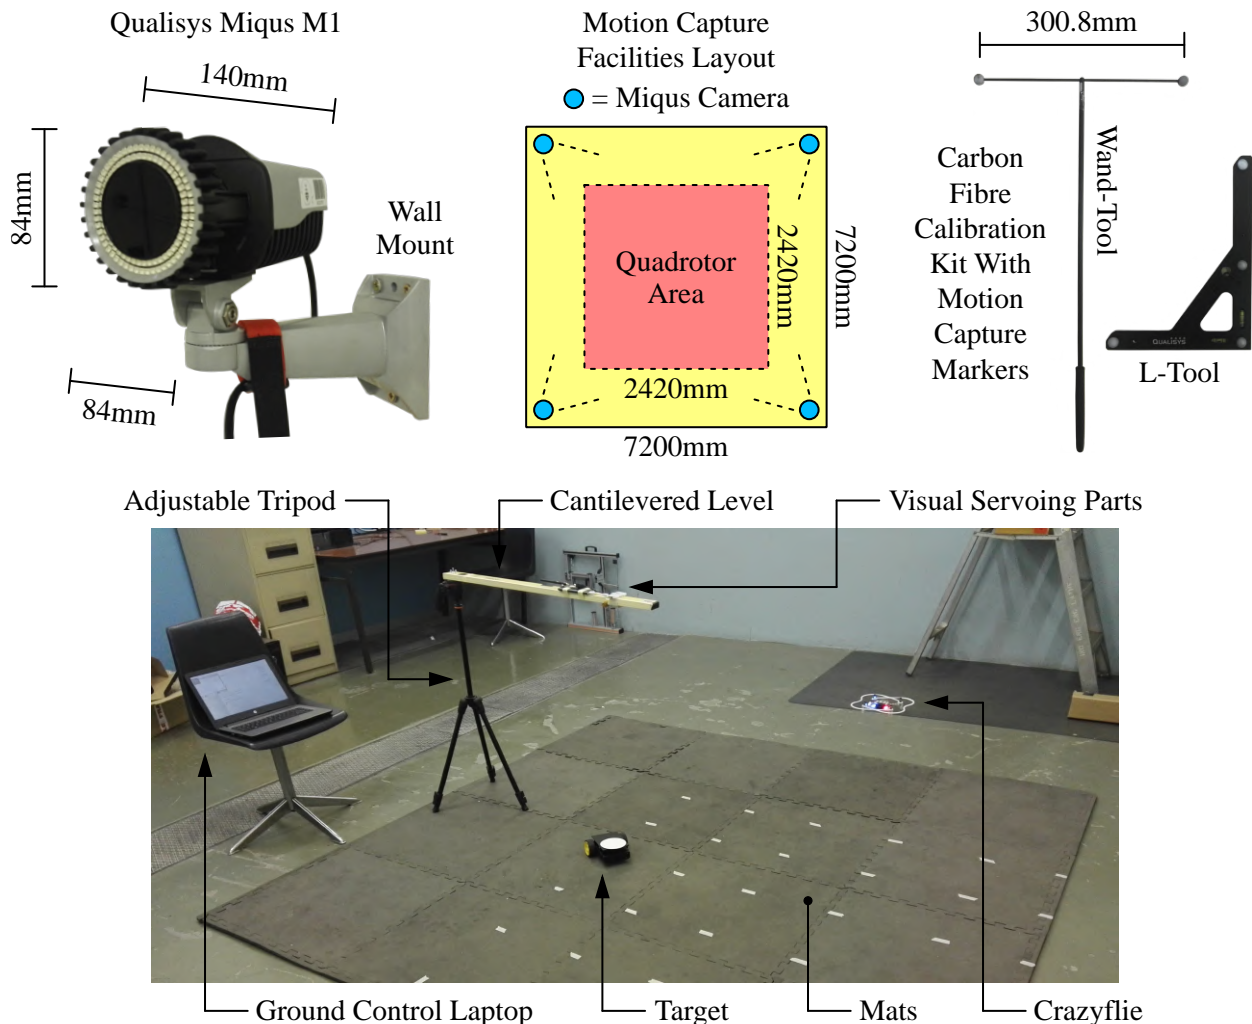 Qualisys Miqus M1
140mm
84mm
84mm
Wall
Mount
Motion Capture
Facilities Layout
= Miqus Camera
Quadrotor
Area
2420mm
2420mm
7200mm
7200mm
300.8mm
Carbon
Fibre
Calibration
Kit With
Motion
Capture
Markers
Wand-Tool
QUALISYS
L-Tool
Adjustable Tripod
Cantilevered Level
Visual Servoing Parts
Ground Control Laptop
Target
Mats
Crazyflie